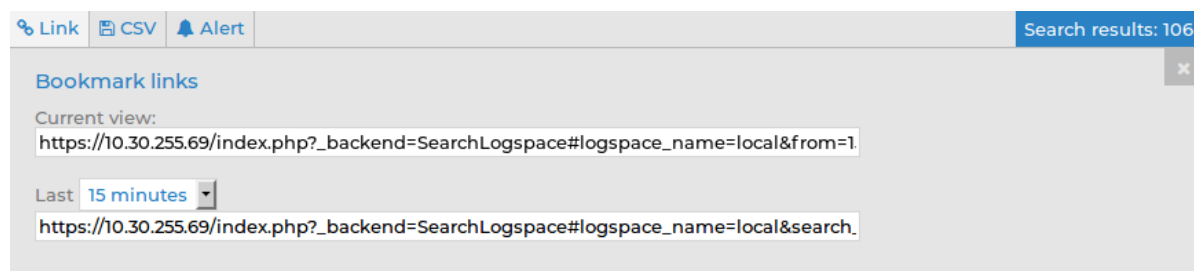 Link CSV Alert Search results: 106
Bookmark links
Current view:
https://10.30.255.69/index.php?_backend=SearchLogspace#logspace_name=local&from=1
Last 15 minutes
https://10.30.255.69/index.php?_backend=SearchLogspace#logspace_name=local&search_